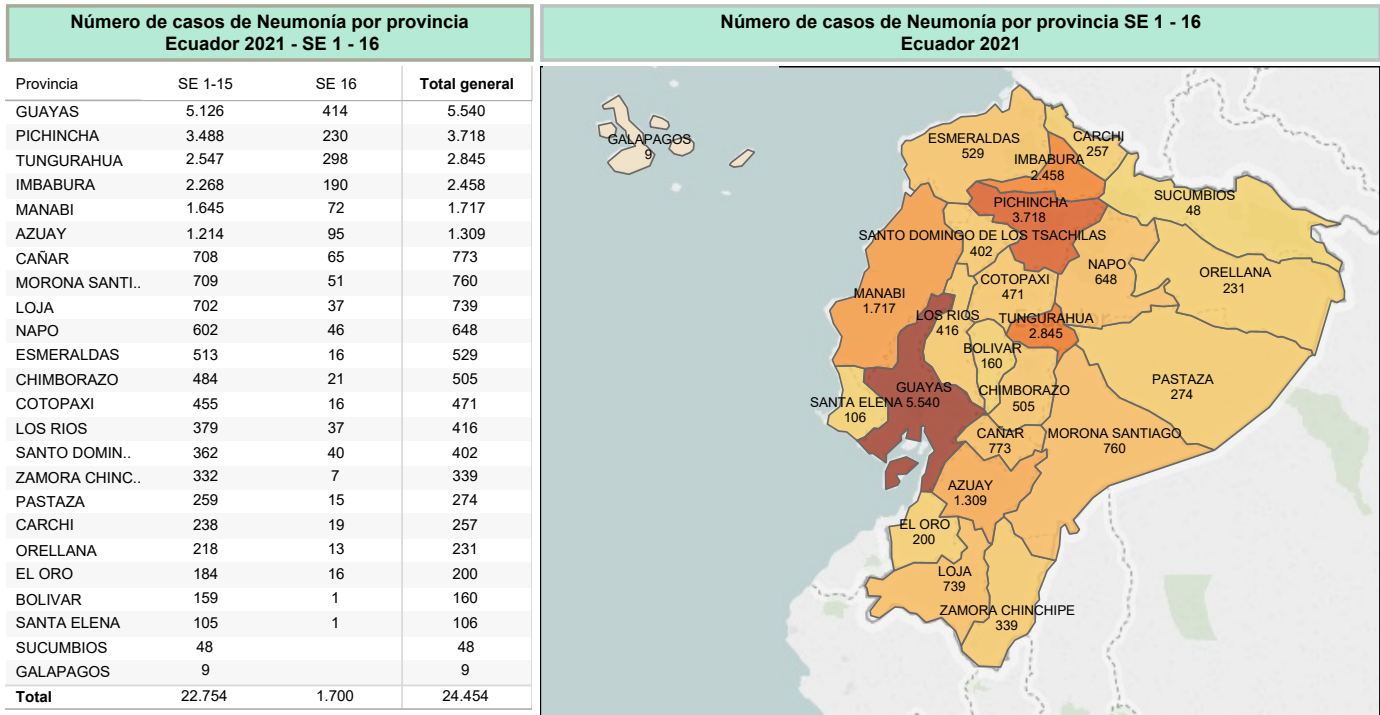 Número de casos de Neumonía por provincia
Ecuador 2021 - SE 1 - 16
Provincia SE 1-15 SE 16 Total general
GUAYAS 5.126 414 5.540
PICHINCHA 3.488 230 3.718
TUNGURAHUA 2.547 298 2.845
IMBABURA 2.268 190 2.458
MANABI 1.645 72 1.717
AZUAY 1.214 95 1.309
CAÑAR 708 65 773
MORONA SANTI.. 709 51 760
LOJA 702 37 739
NAPO 602 46 648
ESMERALDAS 513 16 529
CHIMBORAZO 484 21 505
COTOPAXI 455 16 471
LOS RIOS 379 37 416
SANTO DOMIN.. 362 40 402
ZAMORA CHINC.. 332 7 339
PASTAZA 259 15 274
CARCHI 238 19 257
ORELLANA 218 13 231
EL ORO 184 16 200
BOLIVAR 159 1 160
SANTA ELENA 105 1 106
SUCUMBIOS 48 48
GALAPAGOS 9 9
Total 22.754 1.700 24.454
Número de casos de Neumonía por provincia SE 1 - 16
Ecuador 2021
GALAPAGOS
9
ESMERALDAS
529
CARCHI
257
IMBABURA
2.458
SUCUMBIOS
48
PICHINCHA
3.718
SANTO DOMINGO DE LOS TSACHILAS
402
NAPO
648
ORELLANA
231
COTOPAXI
471
MANABI
1.717
LOS RIOS
416
TUNGURAHUA
2.845
BOLIVAR
160
PASTAZA
274
GUAYAS
5.540
CHIMBORAZO
505
SANTA ELENA
106
CAÑAR
773
MORONA SANTIAGO
760
AZUAY
1.309
EL ORO
200
LOJA
739
ZAMORA CHINCHIPE
339